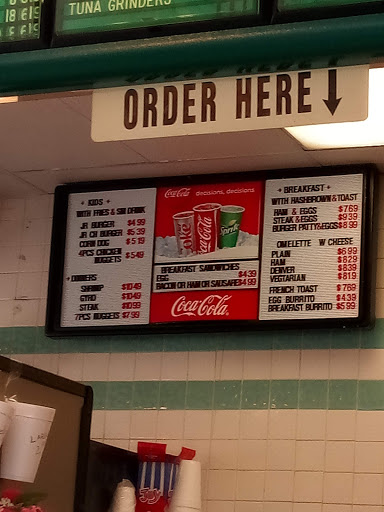 TUNA GRINDERS
ORDER HERE
KIDS
WITH FRIES & SM DRINK
JR BURGER $4.99
JR CH BURGER $5.39
CORN DOG $5.19
4PCS CHICKEN
NUGGETS $5.49
DINNERS
SHRIMP $10.49
GYRO $10.49
STEAK $10.99
7PCS NUGGETS $7.99
Coca-Cola decisions, decisions.
Coke
Coca-Cola
Sprite
BREAKFAST SANDWICHES
EGG $4.39
BACON OR HAM OR SAUSAGE $4.99
Coca-Cola
BREAKFAST
WITH HASHBROWN & TOAST
HAM & EGGS $7.69
STEAK & EGGS $9.39
BURGER PATTY & EGGS $8.99
OMELETTE W CHEESE
PLAIN $6.99
HAM $8.29
DENVER $8.39
VEGTARIAN $8.19
FRENCH TOAST $7.69
EGG BURRITO $4.39
BREAKFAST BURRITO $5.99